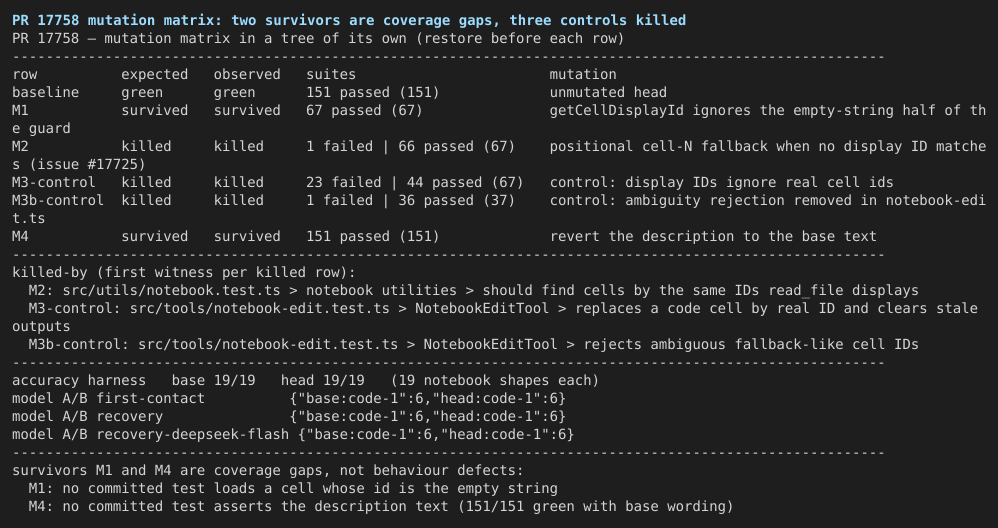 PR 17758 mutation matrix: two survivors are coverage gaps, three controls killed
PR 17758 — mutation matrix in a tree of its own (restore before each row)
--------------------------------------------------------------------------------------------------------
row          expected   observed   suites                       mutation
baseline     green      green      151 passed (151)             unmutated head
M1           survived   survived   67 passed (67)               getCellDisplayId ignores the empty-string half of th
e guard
M2           killed     killed     1 failed | 66 passed (67)    positional cell-N fallback when no display ID matche
s (issue #17725)
M3-control   killed     killed     23 failed | 44 passed (67)   control: display IDs ignore real cell ids
M3b-control  killed     killed     1 failed | 36 passed (37)    control: ambiguity rejection removed in notebook-edi
t.ts
M4           survived   survived   151 passed (151)             revert the description to the base text
--------------------------------------------------------------------------------------------------------
killed-by (first witness per killed row):
  M2: src/utils/notebook.test.ts > notebook utilities > should find cells by the same IDs read_file displays
  M3-control: src/tools/notebook-edit.test.ts > NotebookEditTool > replaces a code cell by real ID and clears stale
outputs
  M3b-control: src/tools/notebook-edit.test.ts > NotebookEditTool > rejects ambiguous fallback-like cell IDs
--------------------------------------------------------------------------------------------------------
accuracy harness   base 19/19   head 19/19   (19 notebook shapes each)
model A/B first-contact          {"base:code-1":6,"head:code-1":6}
model A/B recovery               {"base:code-1":6,"head:code-1":6}
model A/B recovery-deepseek-flash {"base:code-1":6,"head:code-1":6}
--------------------------------------------------------------------------------------------------------
survivors M1 and M4 are coverage gaps, not behaviour defects:
  M1: no committed test loads a cell whose id is the empty string
  M4: no committed test asserts the description text (151/151 green with base wording)